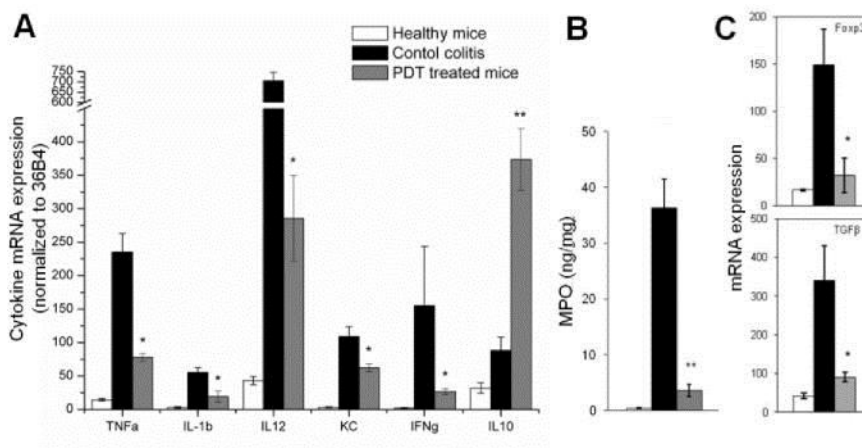 A
Healthy mice
Contol colitis
PDT treated mice
Cytokine mRNA expression
(normalized to 36B4)
750
700
650
600
350
300
250
200
150
100
50
0
*
*
*
*
*
**
TNFa
IL-1b
IL12
KC
IFNg
IL10
B
MPO (ng/mg)
50
40
30
20
10
0
**
C
mRNA expression
Foxp3
200
150
100
50
0
*
TGFβ
500
400
300
200
100
0
*